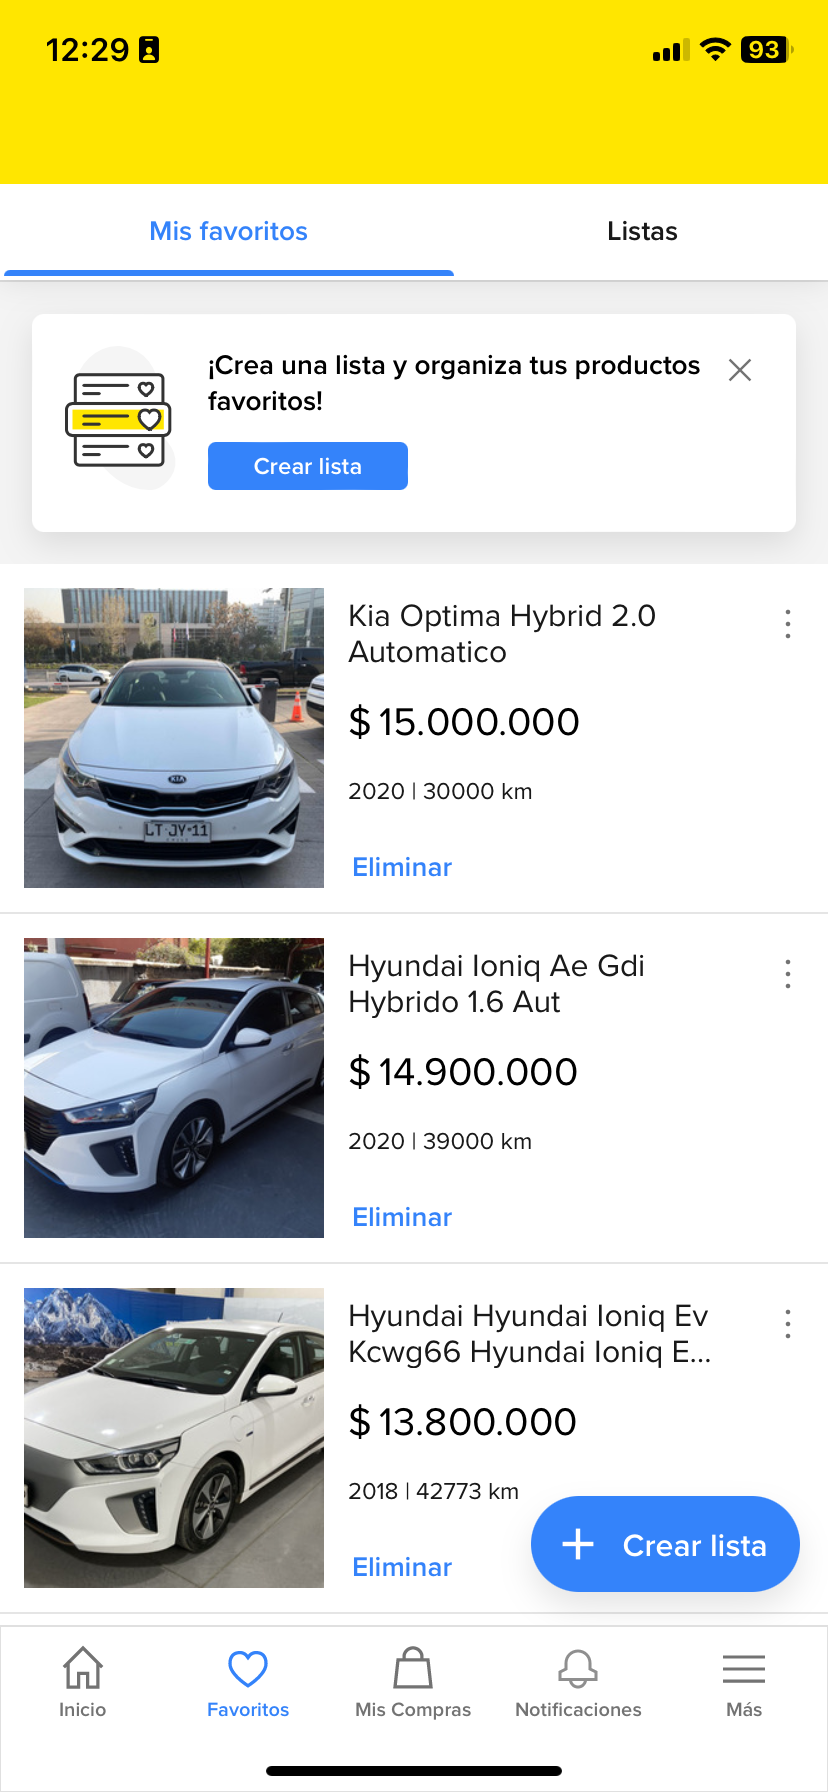 12:29
93
Mis favoritos
Listas
¡Crea una lista y organiza tus productos
favoritos!
Crear lista
Kia Optima Hybrid 2.0
Automatico
$ 15.000.000
2020 | 30000 km
Eliminar
KIA
LT JY 11
CHILE
Hyundai Ioniq Ae Gdi
Hybrido 1.6 Aut
$ 14.900.000
2020 | 39000 km
Eliminar
Hyundai Hyundai Ioniq Ev
Kcwg66 Hyundai Ioniq E...
$ 13.800.000
2018 | 42773 km
Eliminar
+ Crear lista
Inicio
Favoritos
Mis Compras
Notificaciones
Más